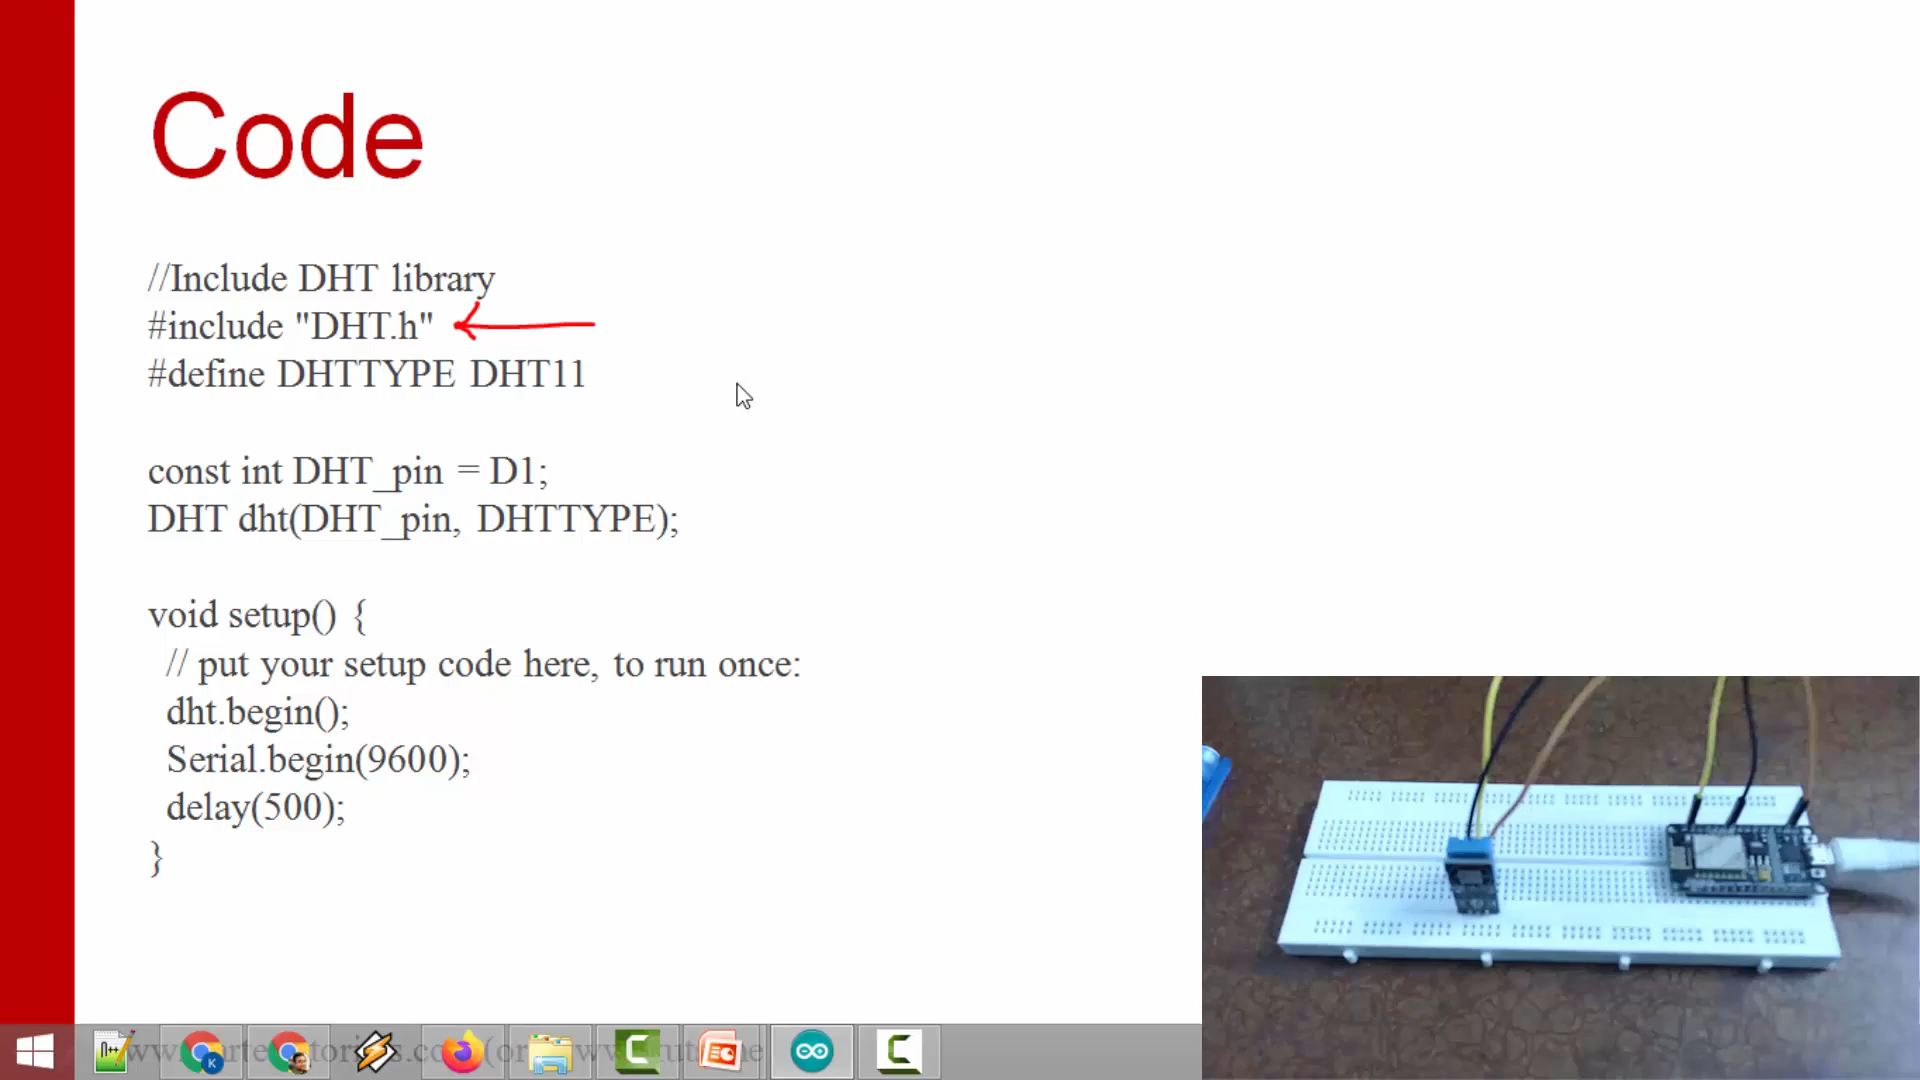 Code
//Include DHT library
#include "DHT.h"
#define DHTTYPE DHT11
const int DHT_pin = D1;
DHT dht(DHT_pin, DHTTYPE);
void setup() {
// put your setup code here, to run once:
dht.begin();
Serial.begin(9600);
delay(500);
}